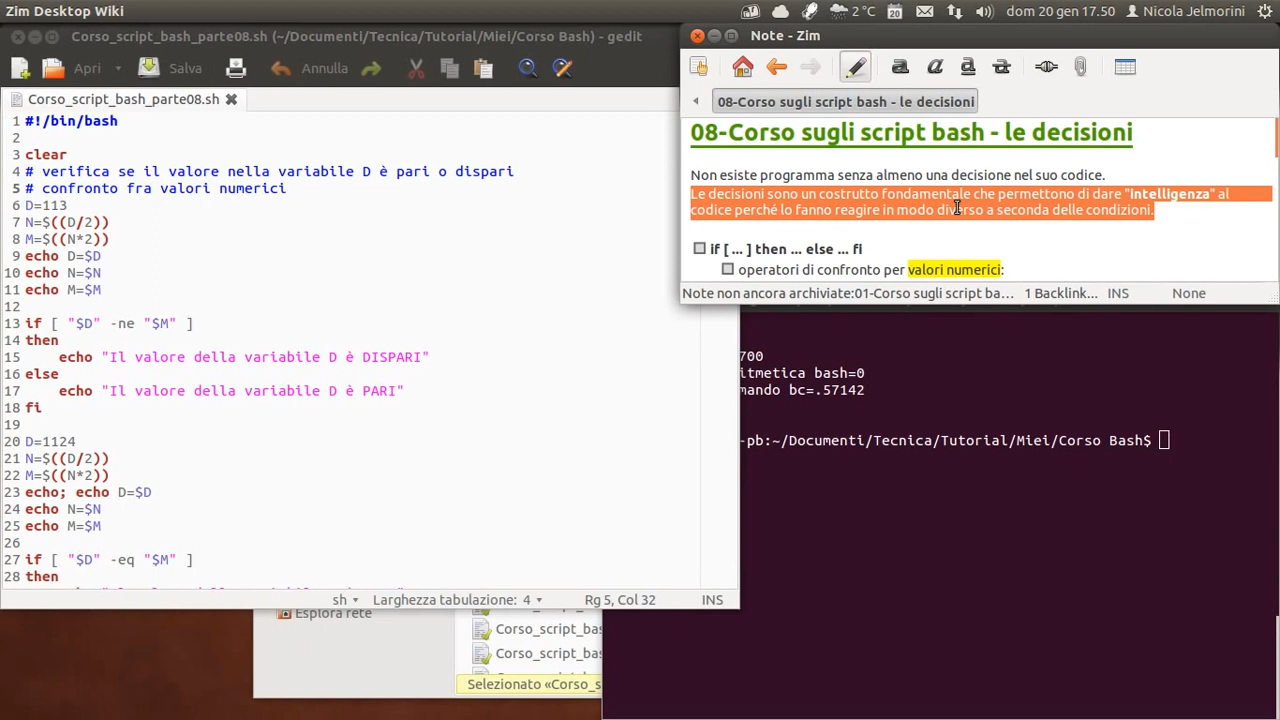 Zim Desktop Wiki
2 °C
20
dom 20 gen 17.50
Nicola Jelmorini
Corso_script_bash_parte08.sh (~/Documenti/Tecnica/Tutorial/Miei/Corso Bash) - gedit
Apri
Salva
Annulla
Corso_script_bash_parte08.sh
1 #!/bin/bash
2
3 clear
4 # verifica se il valore nella variabile D è pari o dispari
5 # confronto fra valori numerici
6 D=113
7 N=$((D/2))
8 M=$((N*2))
9 echo D=$D
10 echo N=$N
11 echo M=$M
12
13 if [ "$D" -ne "$M" ]
14 then
15 echo "Il valore della variabile D è DISPARI"
16 else
17 echo "Il valore della variabile D è PARI"
18 fi
19
20 D=1124
21 N=$((D/2))
22 M=$((N*2))
23 echo; echo D=$D
24 echo N=$N
25 echo M=$M
26
27 if [ "$D" -eq "$M" ]
28 then
sh
Larghezza tabulazione: 4
Rg 5, Col 32
INS
Note - Zim
a a a a
08-Corso sugli script bash - le decisioni
08-Corso sugli script bash - le decisioni
Non esiste programma senza almeno una decisione nel suo codice.
Le decisioni sono un costrutto fondamentale che permettono di dare "intelligenza" al
codice perché lo fanno reagire in modo diverso a seconda delle condizioni.
if [ ... ] then ... else ... fi
operatori di confronto per valori numerici:
Note non ancora archiviate:01-Corso sugli script ba...
1 Backlink...
INS
None
700
itmetica bash=0
mando bc=.57142
-pb:~/Documenti/Tecnica/Tutorial/Miei/Corso Bash$
Esplora rete
Corso_script_bas
Corso_script_bas
Selezionato «Corso_s